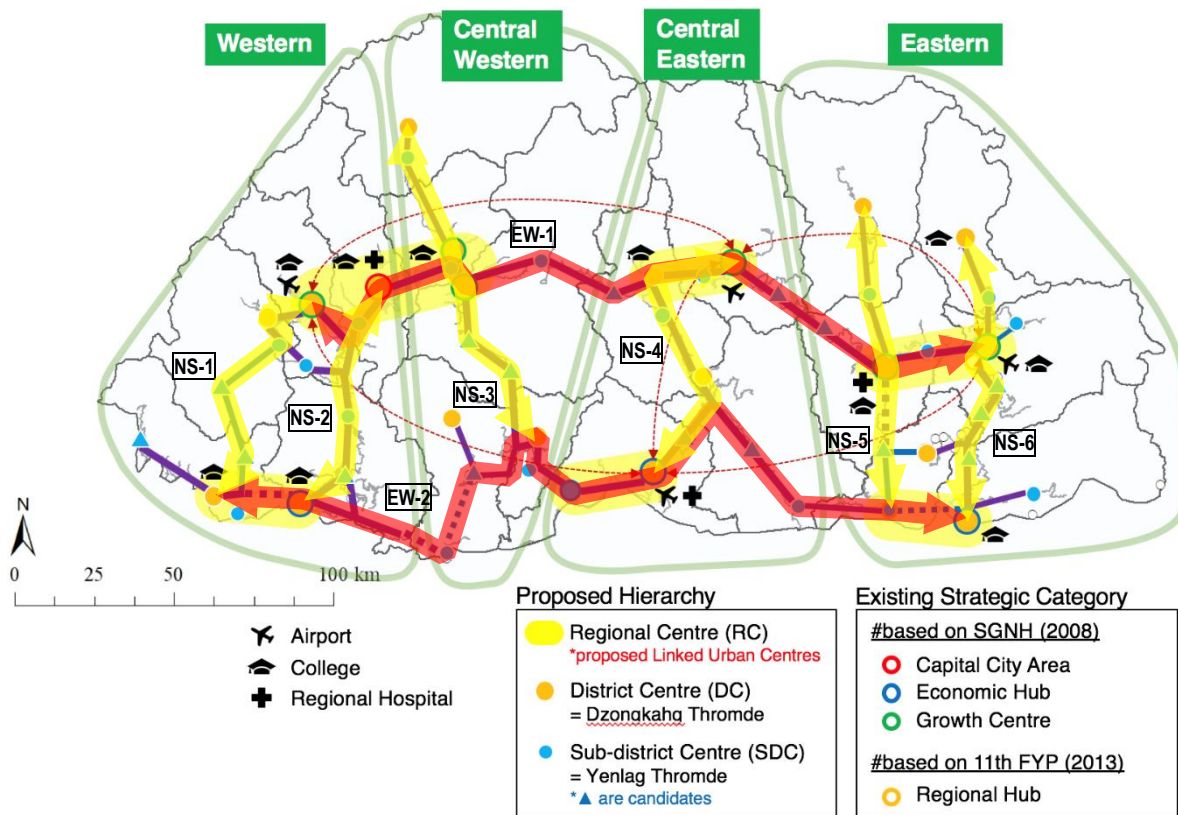 Western
Central
Western
Central
Eastern
Eastern
EW-1
NS-1
NS-2
NS-3
NS-4
NS-5
NS-6
EW-2
N
0 25 50 100 km
Airport
College
Regional Hospital
Proposed Hierarchy
Regional Centre (RC)
*proposed Linked Urban Centres
District Centre (DC)
= Dzongkahg Thromde
Sub-district Centre (SDC)
= Yenlag Thromde
*▲ are candidates
Existing Strategic Category
#based on SGNH (2008)
Capital City Area
Economic Hub
Growth Centre
#based on 11th FYP (2013)
Regional Hub